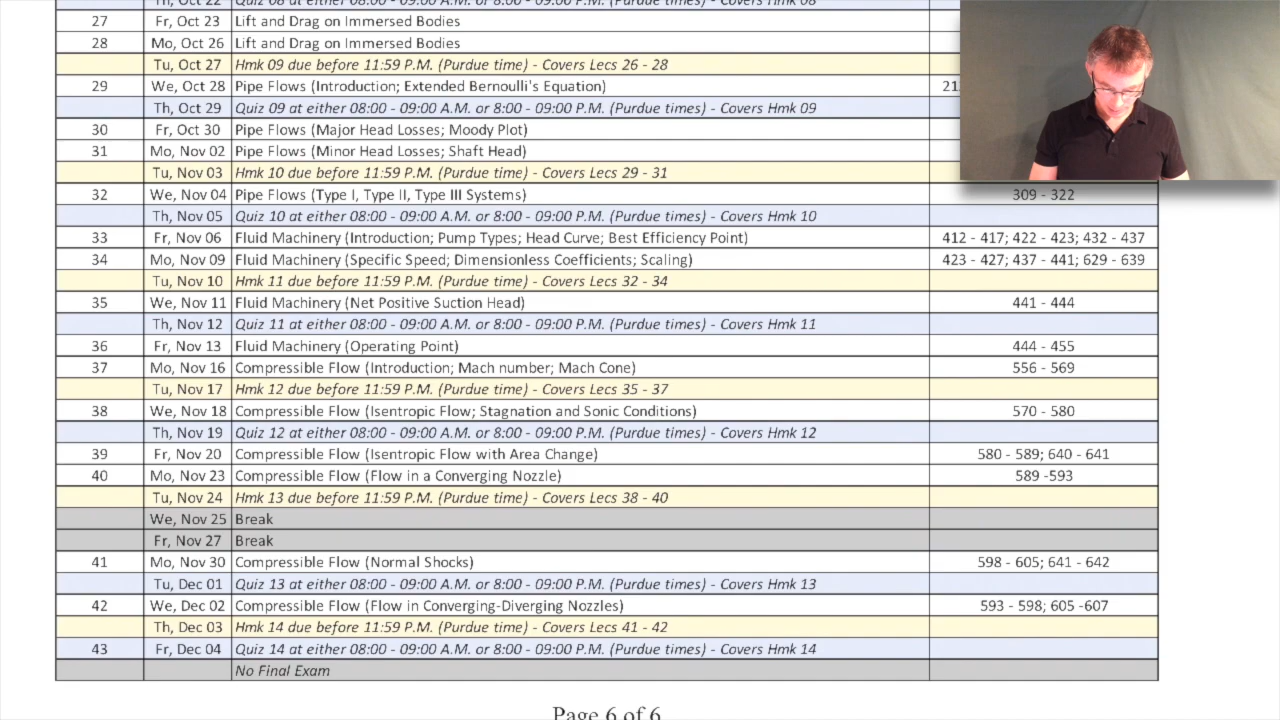 Th, Oct 22 Quiz 08 at either 08:00 - 09:00 A.M. or 8:00 - 09:00 P.M. (Purdue times) - Covers Hmk 08
27 Fr, Oct 23 Lift and Drag on Immersed Bodies
28 Mo, Oct 26 Lift and Drag on Immersed Bodies
Tu, Oct 27 Hmk 09 due before 11:59 P.M. (Purdue time) - Covers Lecs 26 - 28
29 We, Oct 28 Pipe Flows (Introduction; Extended Bernoulli's Equation)
Th, Oct 29 Quiz 09 at either 08:00 - 09:00 A.M. or 8:00 - 09:00 P.M. (Purdue times) - Covers Hmk 09
30 Fr, Oct 30 Pipe Flows (Major Head Losses; Moody Plot)
31 Mo, Nov 02 Pipe Flows (Minor Head Losses; Shaft Head)
Tu, Nov 03 Hmk 10 due before 11:59 P.M. (Purdue time) - Covers Lecs 29 - 31
32 We, Nov 04 Pipe Flows (Type I, Type II, Type III Systems) 309 - 322
Th, Nov 05 Quiz 10 at either 08:00 - 09:00 A.M. or 8:00 - 09:00 P.M. (Purdue times) - Covers Hmk 10
33 Fr, Nov 06 Fluid Machinery (Introduction; Pump Types; Head Curve; Best Efficiency Point) 412 - 417; 422 - 423; 432 - 437
34 Mo, Nov 09 Fluid Machinery (Specific Speed; Dimensionless Coefficients; Scaling) 423 - 427; 437 - 441; 629 - 639
Tu, Nov 10 Hmk 11 due before 11:59 P.M. (Purdue time) - Covers Lecs 32 - 34
35 We, Nov 11 Fluid Machinery (Net Positive Suction Head) 441 - 444
Th, Nov 12 Quiz 11 at either 08:00 - 09:00 A.M. or 8:00 - 09:00 P.M. (Purdue times) - Covers Hmk 11
36 Fr, Nov 13 Fluid Machinery (Operating Point) 444 - 455
37 Mo, Nov 16 Compressible Flow (Introduction; Mach number; Mach Cone) 556 - 569
Tu, Nov 17 Hmk 12 due before 11:59 P.M. (Purdue time) - Covers Lecs 35 - 37
38 We, Nov 18 Compressible Flow (Isentropic Flow; Stagnation and Sonic Conditions) 570 - 580
Th, Nov 19 Quiz 12 at either 08:00 - 09:00 A.M. or 8:00 - 09:00 P.M. (Purdue times) - Covers Hmk 12
39 Fr, Nov 20 Compressible Flow (Isentropic Flow with Area Change) 580 - 589; 640 - 641
40 Mo, Nov 23 Compressible Flow (Flow in a Converging Nozzle) 589 -593
Tu, Nov 24 Hmk 13 due before 11:59 P.M. (Purdue time) - Covers Lecs 38 - 40
We, Nov 25 Break
Fr, Nov 27 Break
41 Mo, Nov 30 Compressible Flow (Normal Shocks) 598 - 605; 641 - 642
Tu, Dec 01 Quiz 13 at either 08:00 - 09:00 A.M. or 8:00 - 09:00 P.M. (Purdue times) - Covers Hmk 13
42 We, Dec 02 Compressible Flow (Flow in Converging-Diverging Nozzles) 593 - 598; 605 -607
Th, Dec 03 Hmk 14 due before 11:59 P.M. (Purdue time) - Covers Lecs 41 - 42
43 Fr, Dec 04 Quiz 14 at either 08:00 - 09:00 A.M. or 8:00 - 09:00 P.M. (Purdue times) - Covers Hmk 14
No Final Exam
Page 6 of 6